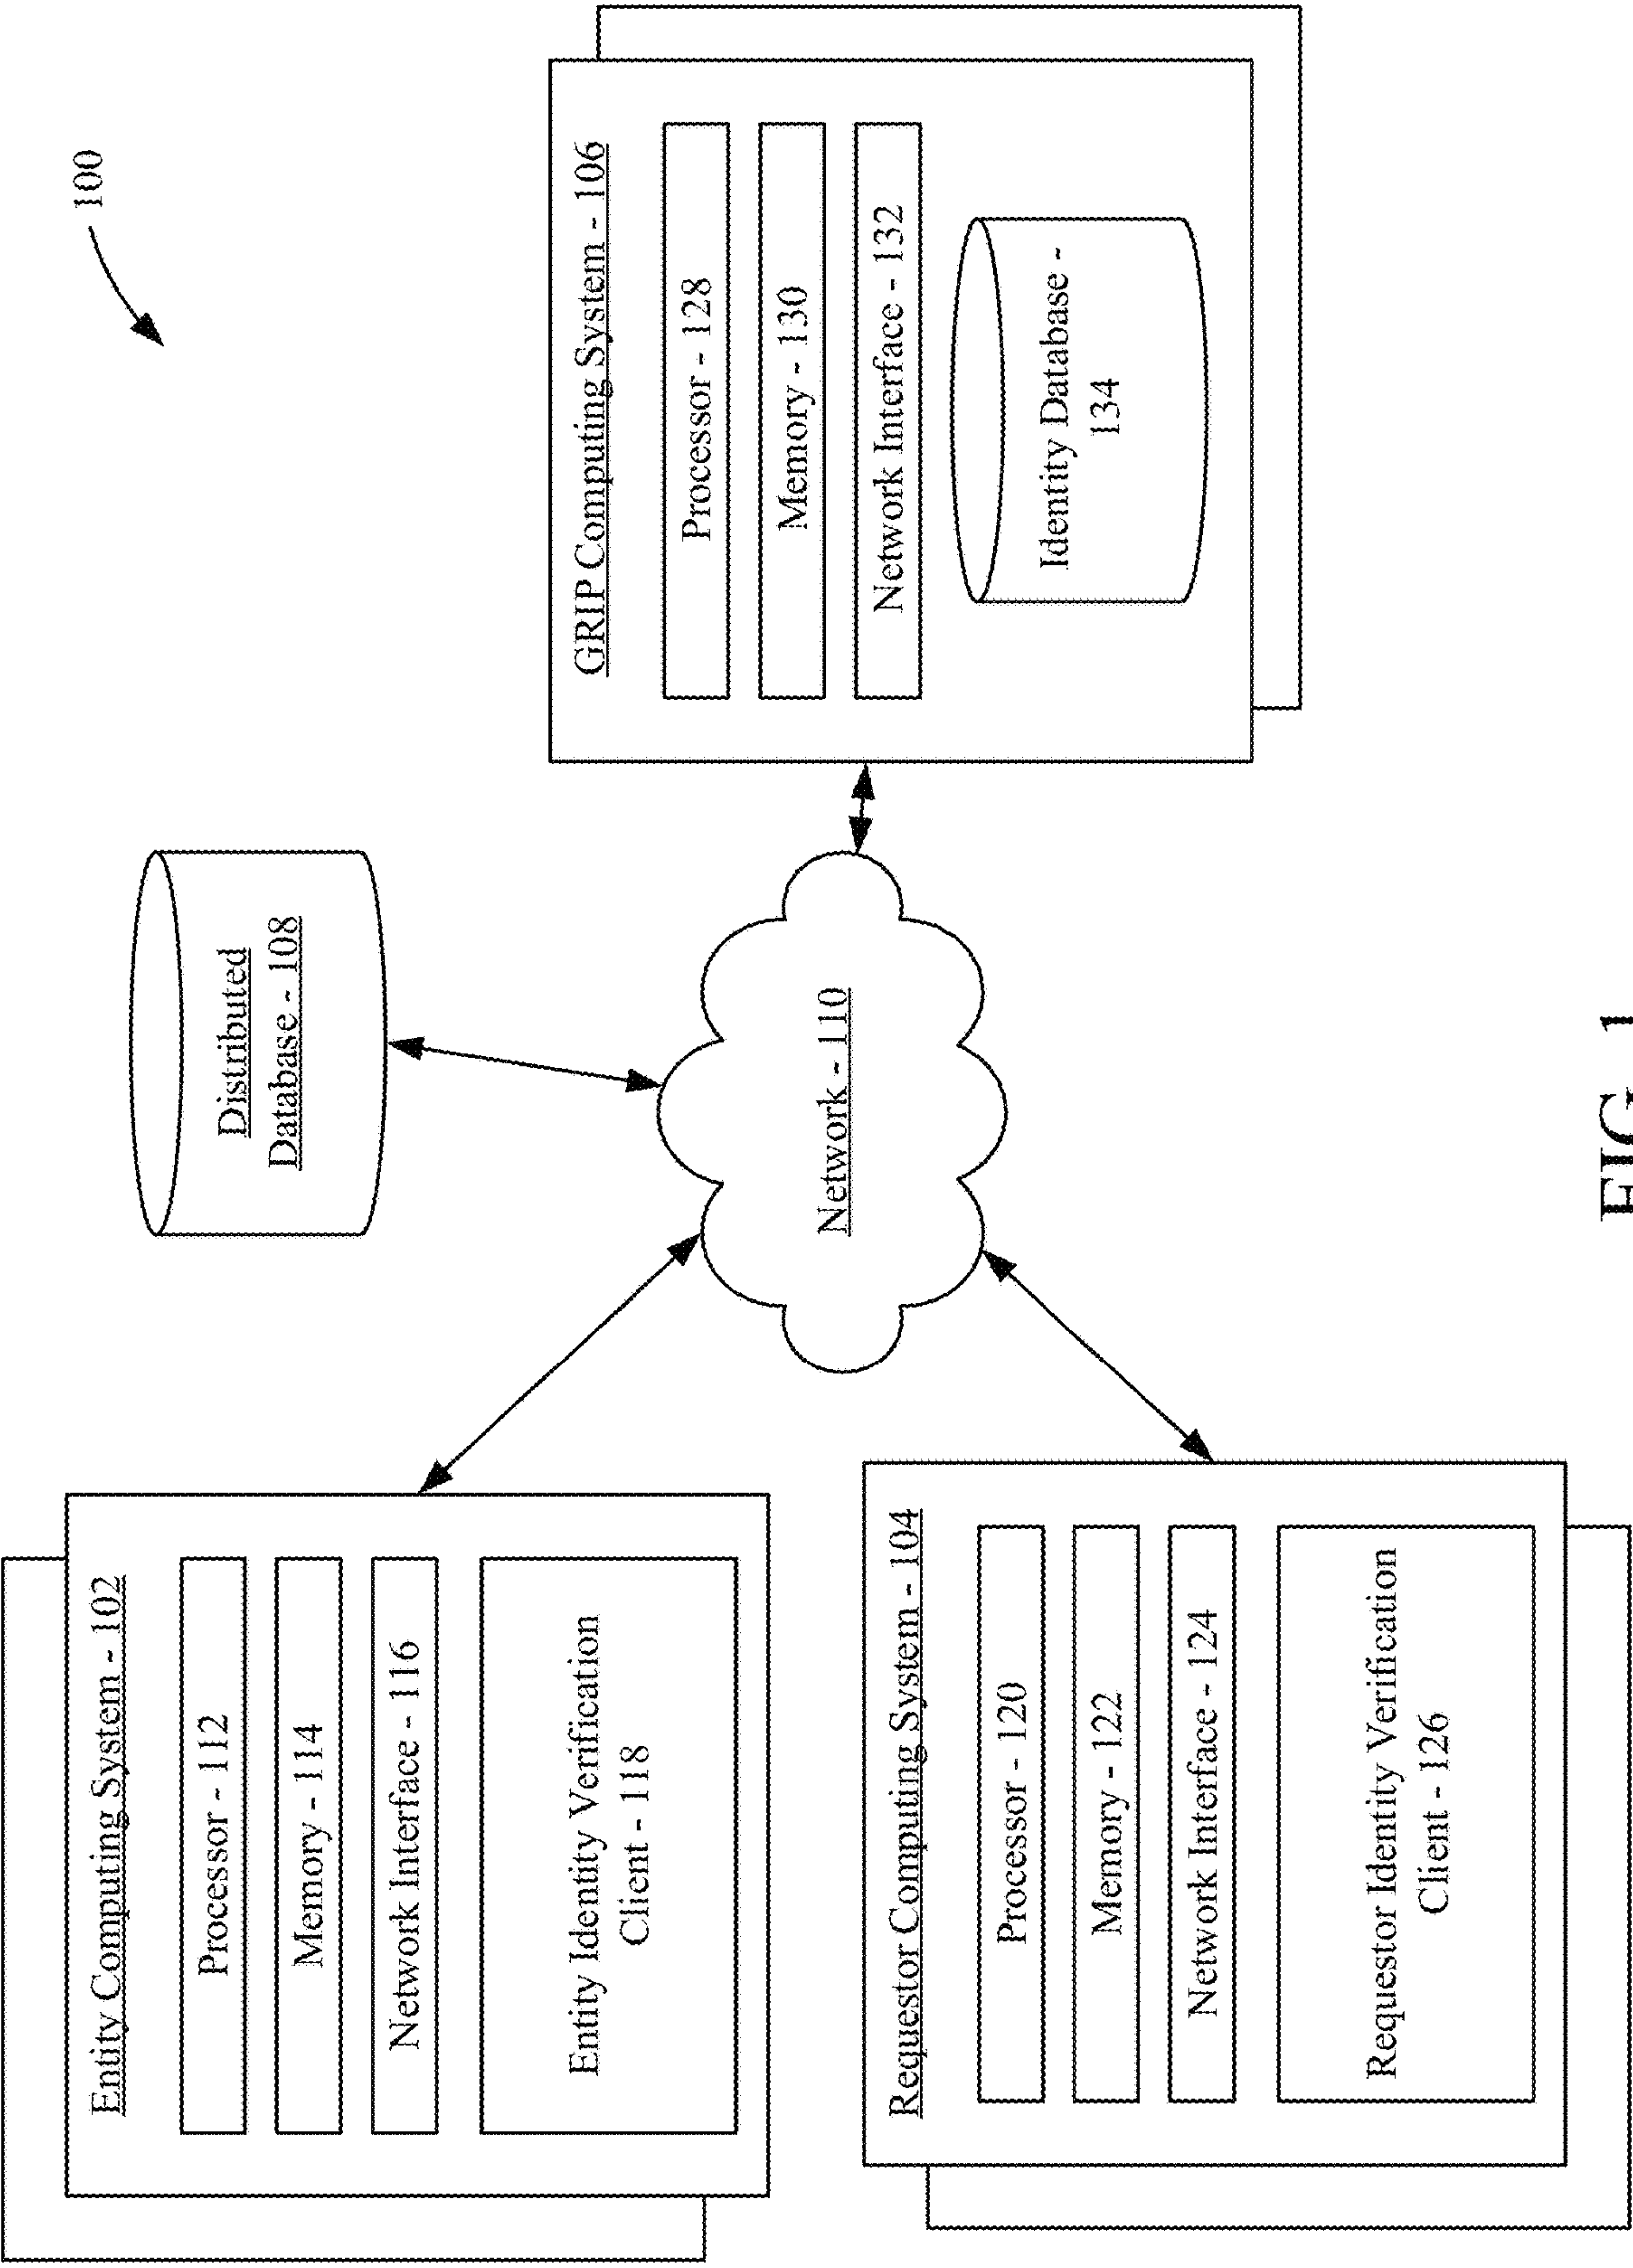 100
Entity Computing System - 102
Processor - 112
Memory - 114
Network Interface - 116
Entity Identity Verification
Client - 118
Distributed
Database - 108
Network - 110
GRIP Computing System - 106
Processor - 128
Memory - 130
Network Interface - 132
Identity Database -
134
Requestor Computing System - 104
Processor - 120
Memory - 122
Network Interface - 124
Requestor Identity Verification
Client - 126
FIG. 1